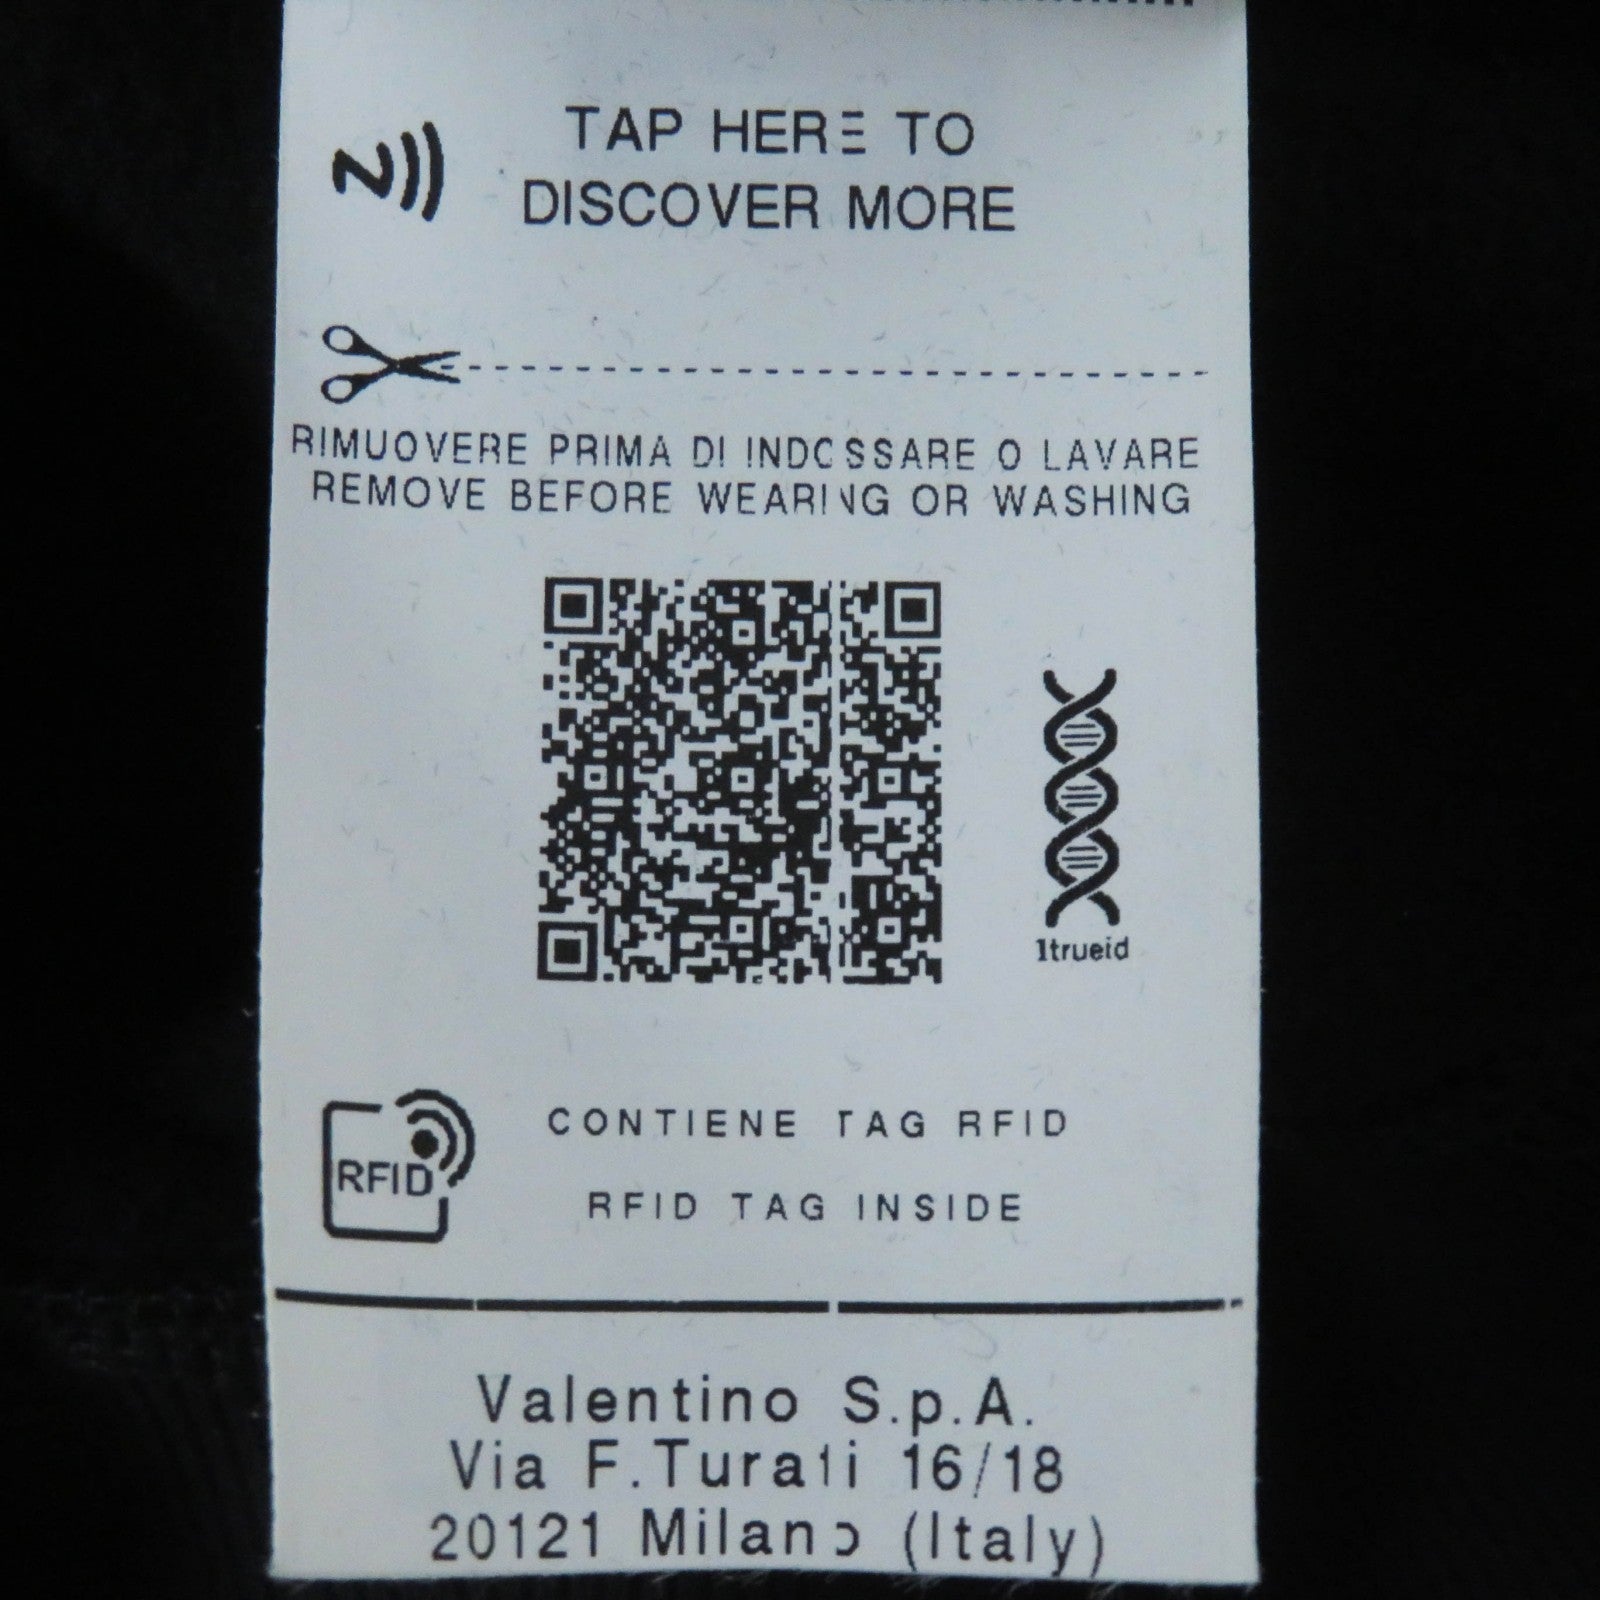 TAP HERE TO
DISCOVER MORE
RIMUOVERE PRIMA DI INDOSSARE O LAVARE
REMOVE BEFORE WEARING OR WASHING
1trueid
RFID
CONTIENE TAG RFID
RFID TAG INSIDE
Valentino S.p.A.
Via F.Turati 16/18
20121 Milano (Italy)